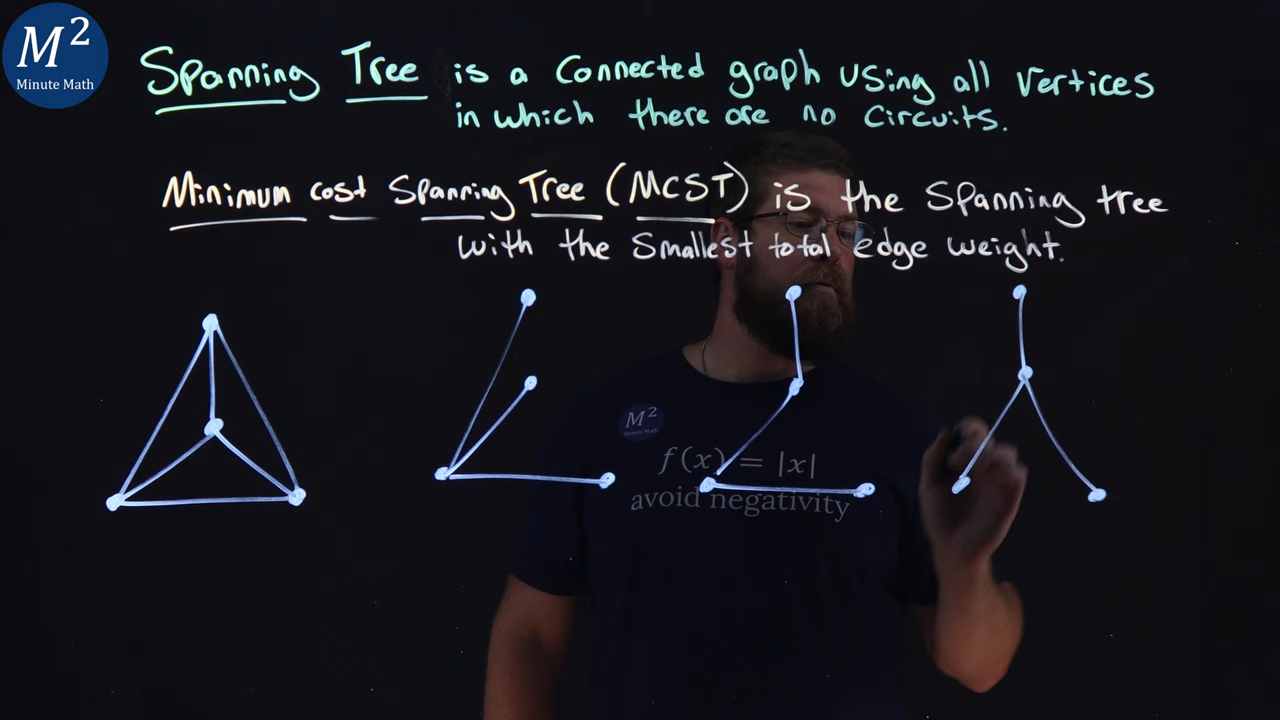 M²
Minute Math
Spanning Tree is a connected graph using all vertices
in which there are no circuits.
Minimum cost Spanning Tree (MCST) is the spanning tree
with the smallest total edge weight.
M²
Minute Math
f(x) = |x|
avoid negativity